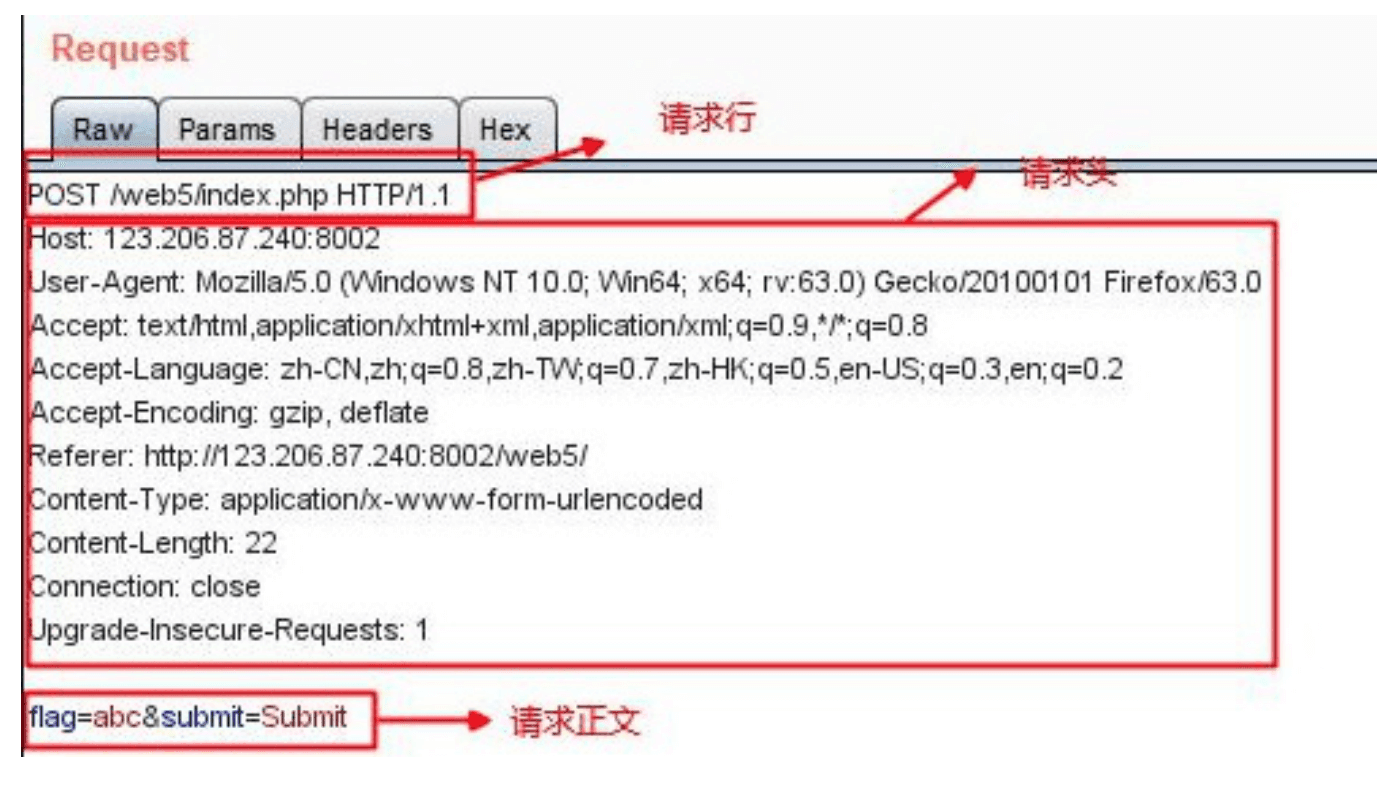 Request
Raw Params Headers Hex
请求行
请求头
POST /web5/index.php HTTP/1.1
Host: 123.206.87.240:8002
User-Agent: Mozilla/5.0 (Windows NT 10.0; Win64; x64; rv:63.0) Gecko/20100101 Firefox/63.0
Accept: text/html,application/xhtml+xml,application/xml;q=0.9,*/*;q=0.8
Accept-Language: zh-CN,zh;q=0.8,zh-TW;q=0.7,zh-HK;q=0.5,en-US;q=0.3,en;q=0.2
Accept-Encoding: gzip, deflate
Referer: http://123.206.87.240:8002/web5/
Content-Type: application/x-www-form-urlencoded
Content-Length: 22
Connection: close
Upgrade-Insecure-Requests: 1
flag=abc&submit=Submit
请求正文